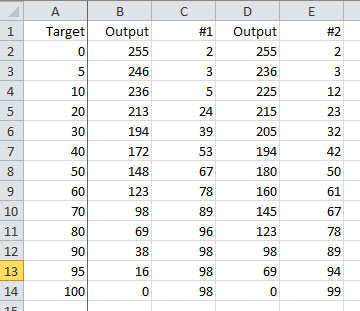 A B C D E
1 Target Output #1 Output #2
2 0 255 2 255 2
3 5 246 3 236 3
4 10 236 5 225 12
5 20 213 24 215 23
6 30 194 39 205 32
7 40 172 53 194 42
8 50 148 67 180 50
9 60 123 78 160 61
10 70 98 89 145 67
11 80 69 96 123 78
12 90 38 98 98 89
13 95 16 98 69 94
14 100 0 98 0 99